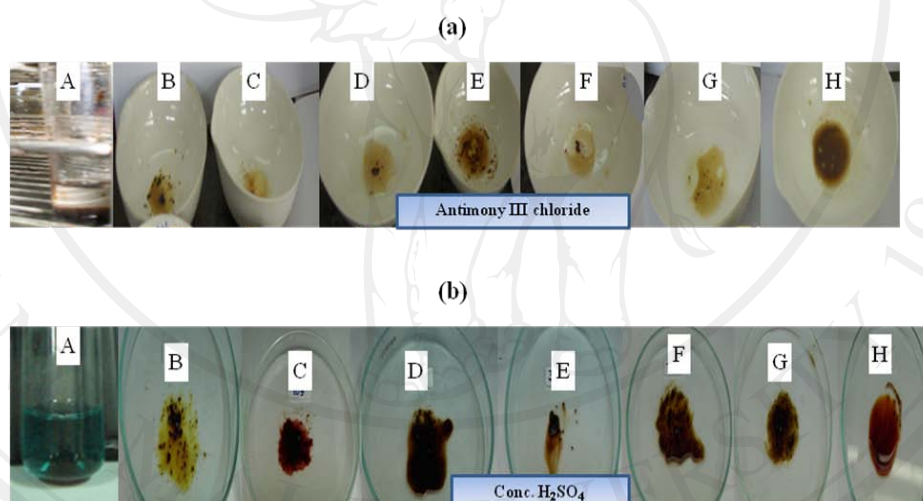 (a)
A B C D E F G H
Antimony III chloride
(b)
A B C D E F G H
Conc. H₂SO₄